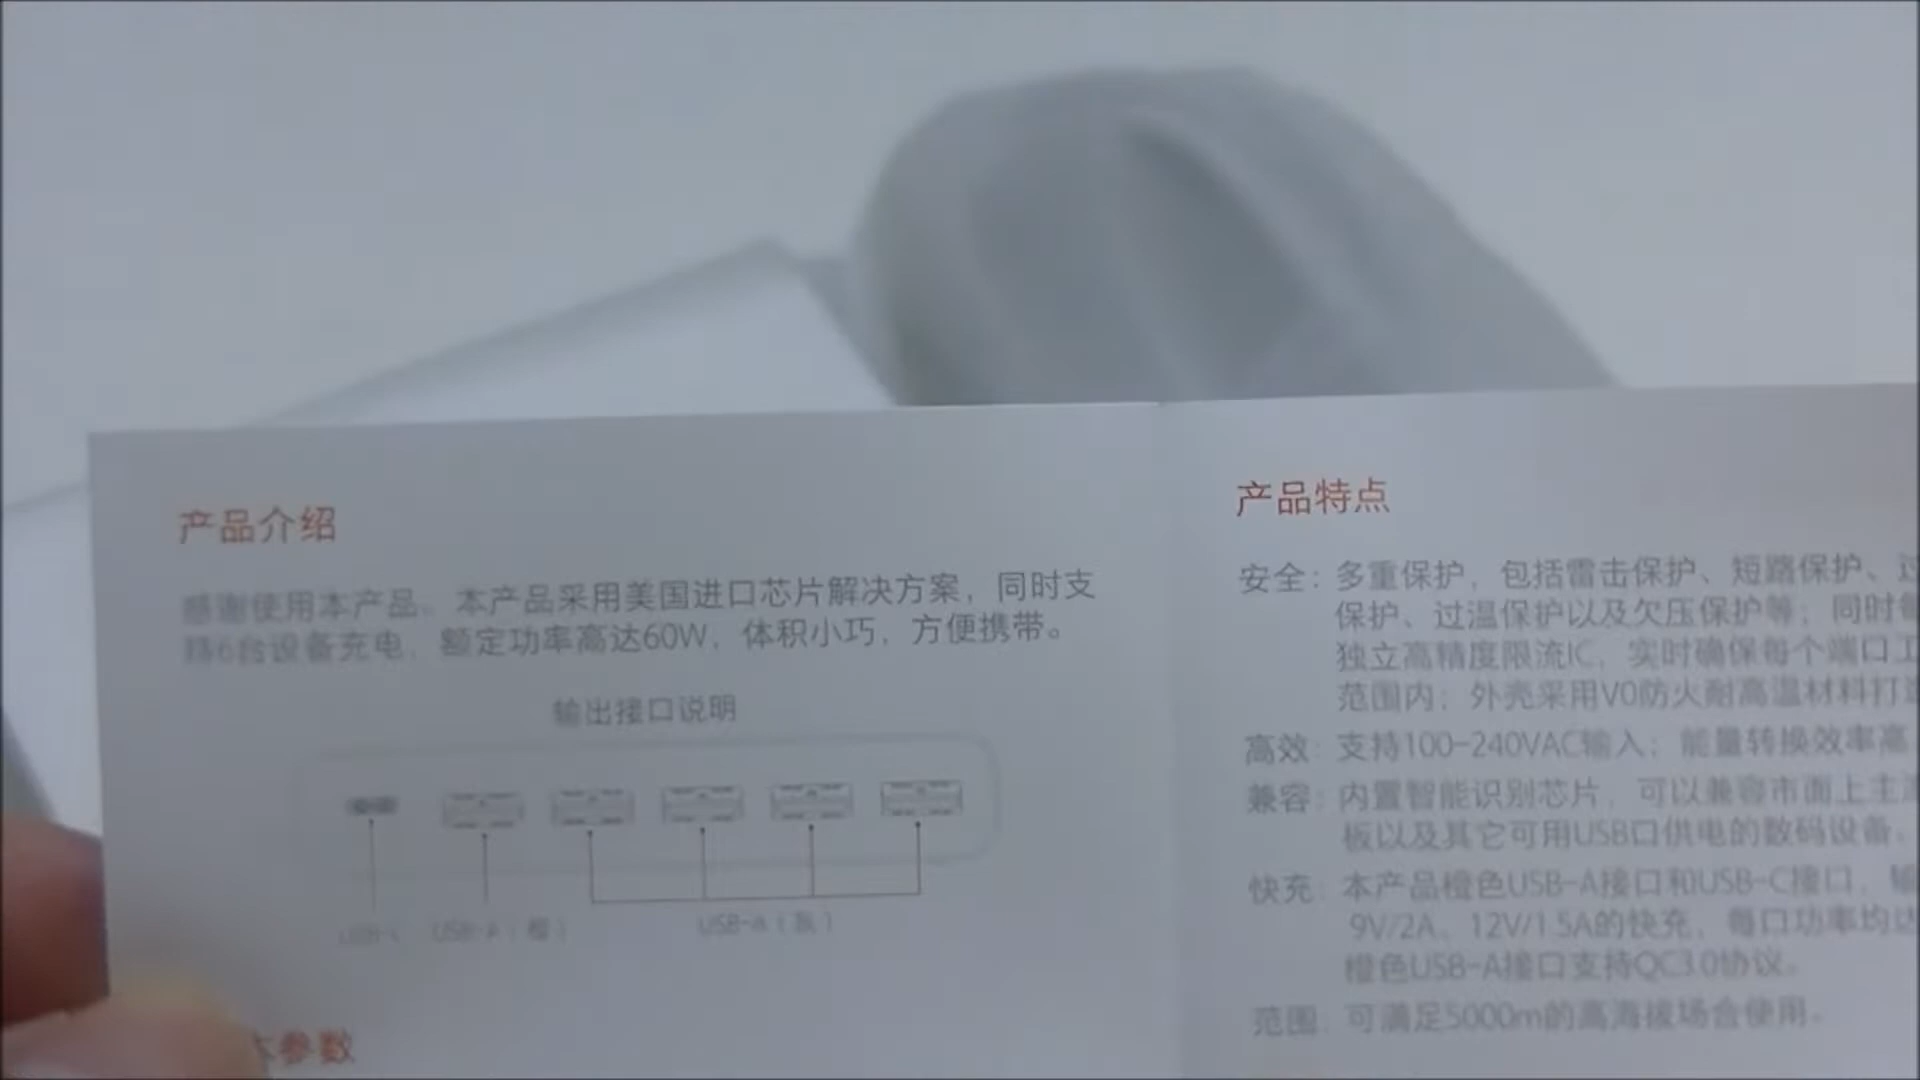 产品介绍
感谢使用本产品。本产品采用美国进口芯片解决方案，同时支
持6台设备充电，额定功率高达60W，体积小巧，方便携带。
输出接口说明
USB-C
USB-A（橙）
USB-A（灰）
本参数
产品特点
安全：多重保护，包括雷击保护、短路保护、过
保护、过温保护以及欠压保护等；同时每
独立高精度限流IC，实时确保每个端口工
范围内；外壳采用V0防火耐高温材料打造
高效：支持100-240VAC输入；能量转换效率高
兼容：内置智能识别芯片，可以兼容市面上主流
板以及其它可用USB口供电的数码设备。
快充：本产品橙色USB-A接口和USB-C接口，输
9V/2A、12V/1.5A的快充，每口功率均达
橙色USB-A接口支持QC3.0协议。
范围：可满足5000m的高海拔场合使用。